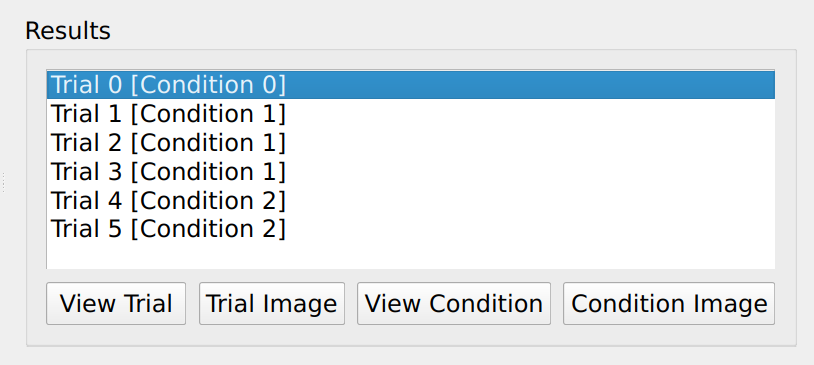 Results
Trial 0 [Condition 0]
Trial 1 [Condition 1]
Trial 2 [Condition 1]
Trial 3 [Condition 1]
Trial 4 [Condition 2]
Trial 5 [Condition 2]
View Trial Trial Image View Condition Condition Image